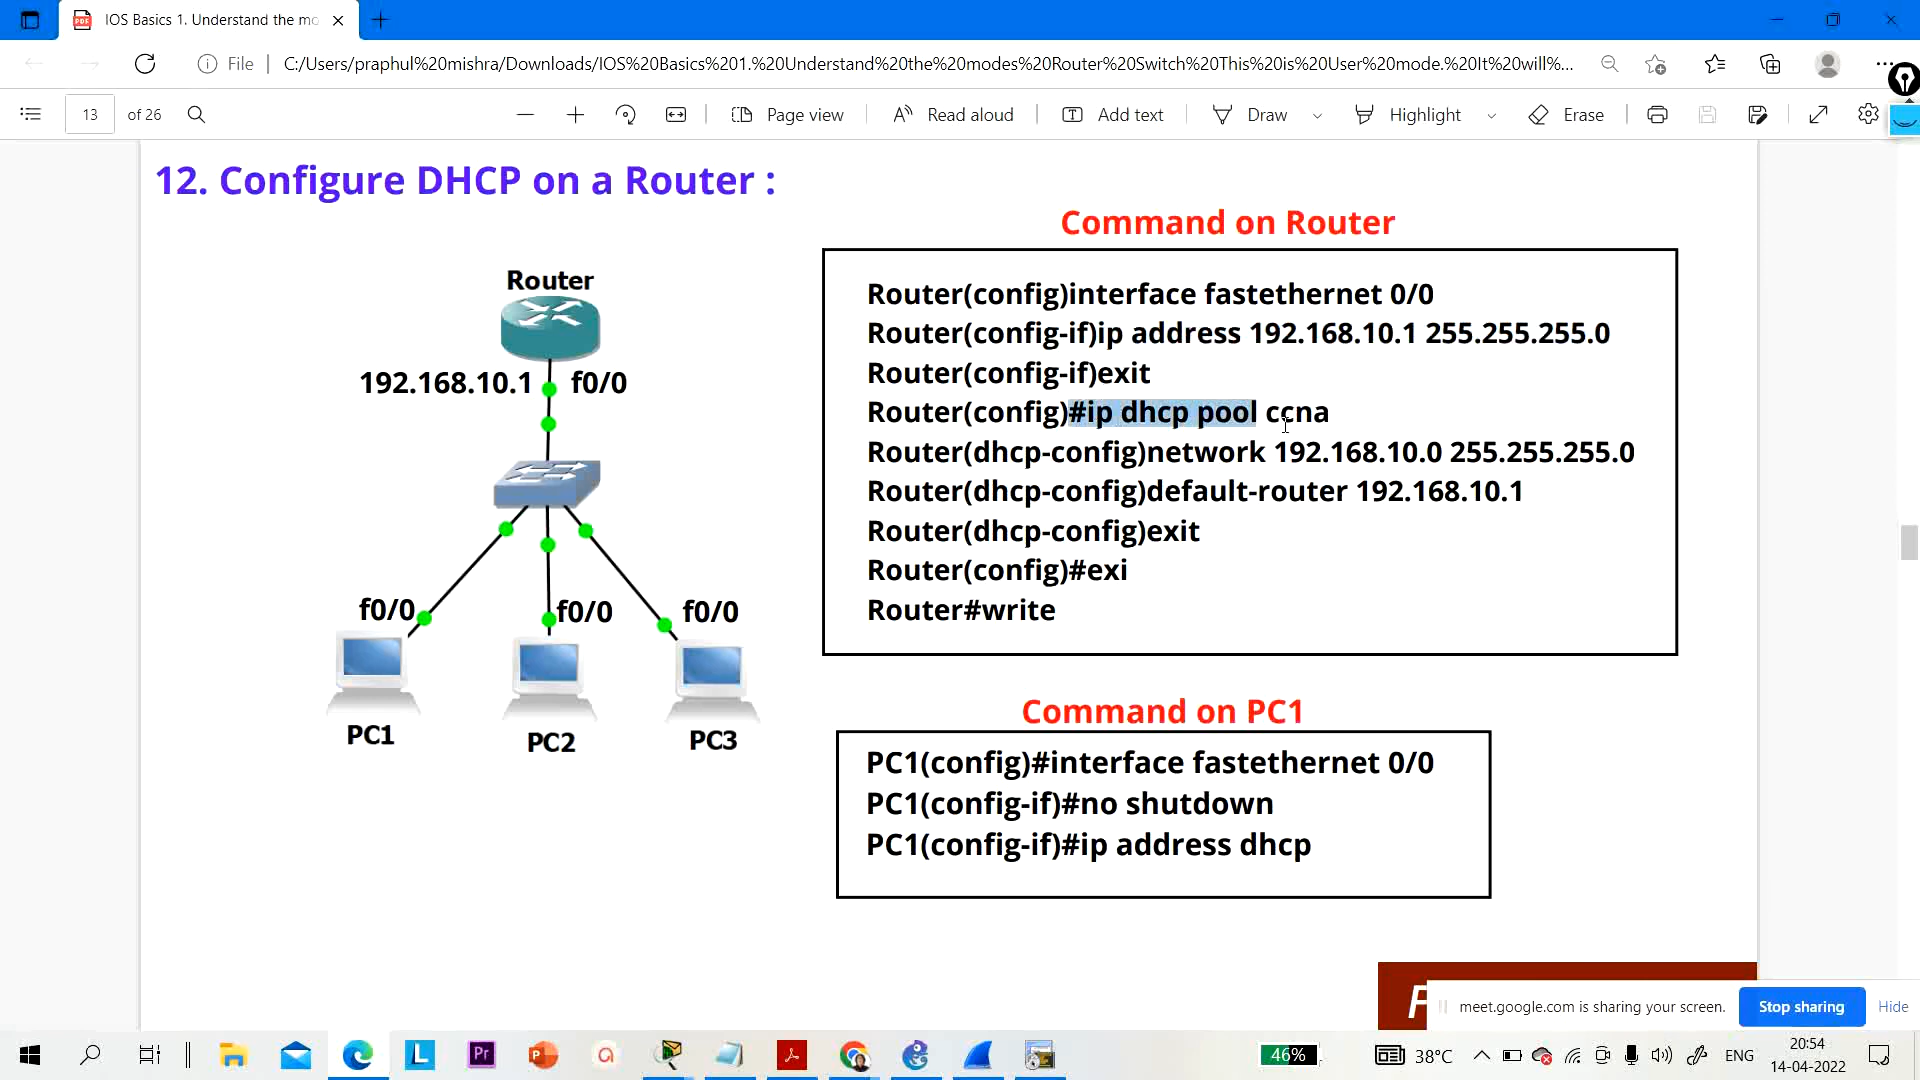 IOS Basics 1. Understand the mo
File
C:/Users/praphul%20mishra/Downloads/IOS%20Basics%201.%20Understand%20the%20modes%20Router%20Switch%20This%20is%20User%20mode.%20It%20will%...
13 of 26
Page view
Read aloud
Add text
Draw
Highlight
Erase
12. Configure DHCP on a Router :
Command on Router
Router
192.168.10.1 f0/0
f0/0 f0/0 f0/0
PC1 PC2 PC3
Router(config)interface fastethernet 0/0
Router(config-if)ip address 192.168.10.1 255.255.255.0
Router(config-if)exit
Router(config)#ip dhcp pool ccna
Router(dhcp-config)network 192.168.10.0 255.255.255.0
Router(dhcp-config)default-router 192.168.10.1
Router(dhcp-config)exit
Router(config)#exi
Router#write
Command on PC1
PC1(config)#interface fastethernet 0/0
PC1(config-if)#no shutdown
PC1(config-if)#ip address dhcp
meet.google.com is sharing your screen.
Stop sharing
Hide
46%
38°C
ENG
20:54
14-04-2022